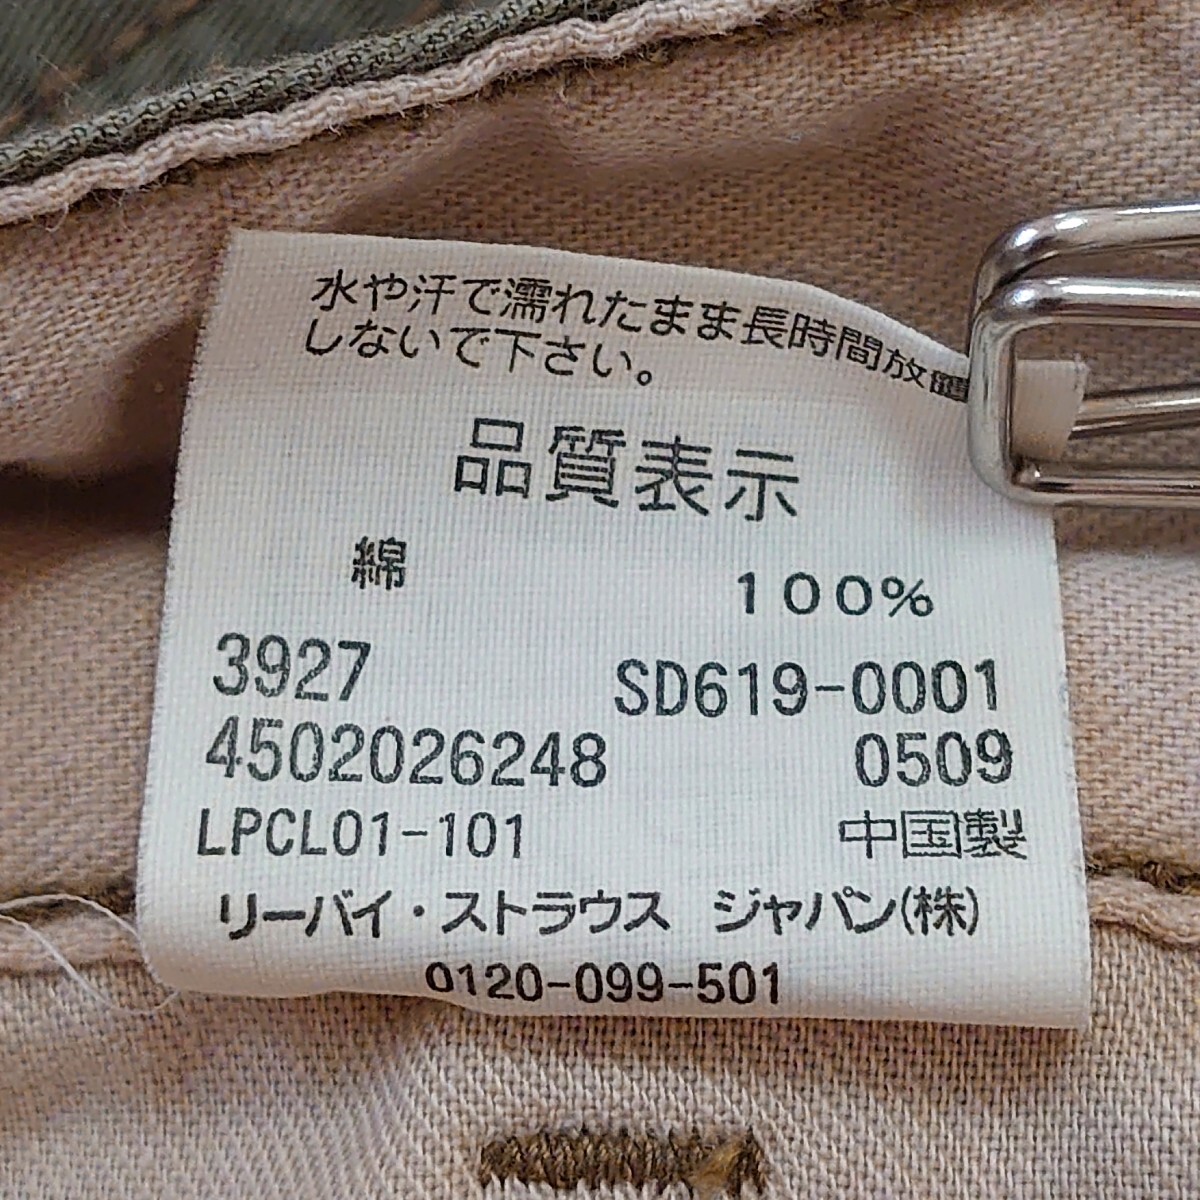 水や汗で濡れたまま長時間放置
しないで下さい。
品質表示
綿 100%
3927 SD619-0001
4502026248 0509
LPCL01-101 中国製
リーバイ・ストラウス ジャパン(株)
0120-099-501